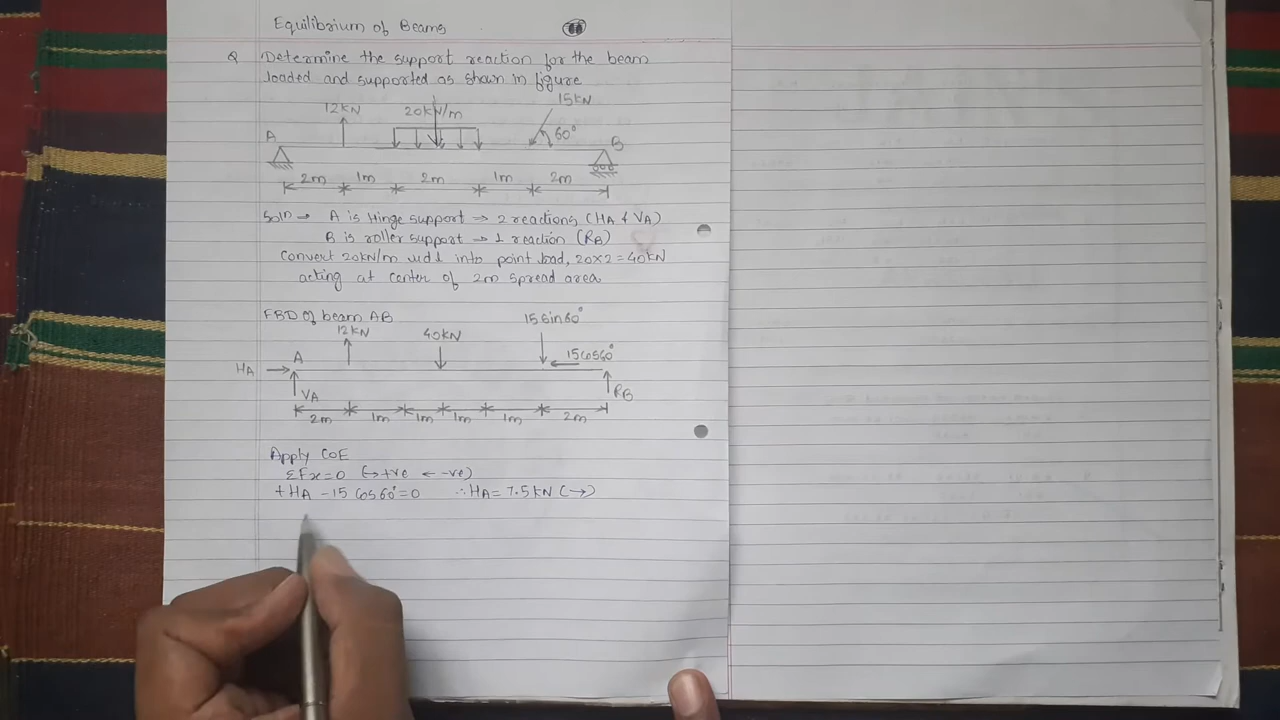 Equilibrium of Beams
Q Determine the support reaction for the beam
loaded and supported as shown in figure
12KN 20KN/m 15KN
A 60° B
2m 1m 2m 1m 2m
Soln → A is Hinge support → 2 reactions (HA & VA)
B is roller support → 1 reaction (RB)
convert 20KN/m udl into point load, 20×2=40KN
acting at center of 2m spread area
FBD of beam AB
12KN 40KN 15sin60°
HA A 15cos60°
VA RB
2m 1m 1m 1m 1m 2m
Apply COE
ΣFx=0 (→+ve ← -ve)
+HA -15 cos60°=0 ∴HA= 7.5KN (→)